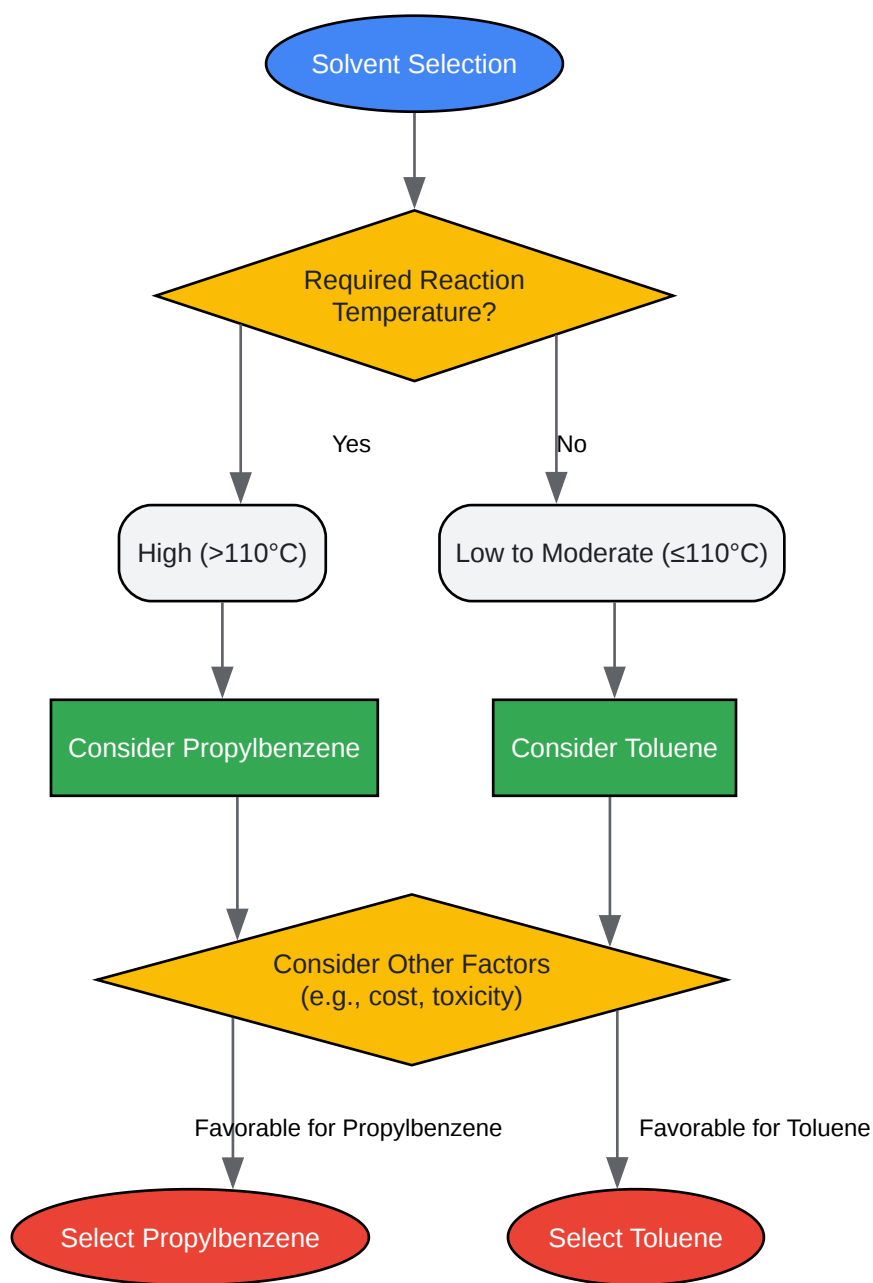 Solvent Selection
Required Reaction
Temperature?
Yes
No
High (>110°C)
Low to Moderate (≤110°C)
Consider Propylbenzene
Consider Toluene
Consider Other Factors
(e.g., cost, toxicity)
Favorable for Propylbenzene
Favorable for Toluene
Select Propylbenzene
Select Toluene